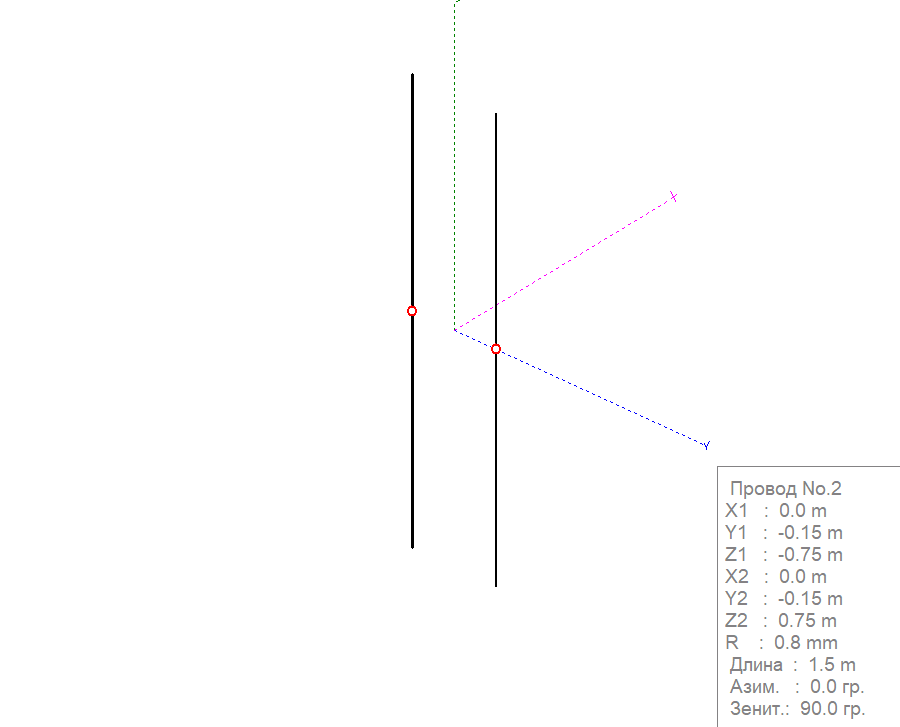 X
Y
Провод No.2
X1 : 0.0 m
Y1 : -0.15 m
Z1 : -0.75 m
X2 : 0.0 m
Y2 : -0.15 m
Z2 : 0.75 m
R : 0.8 mm
Длина : 1.5 m
Азим. : 0.0 гр.
Зенит.: 90.0 гр.